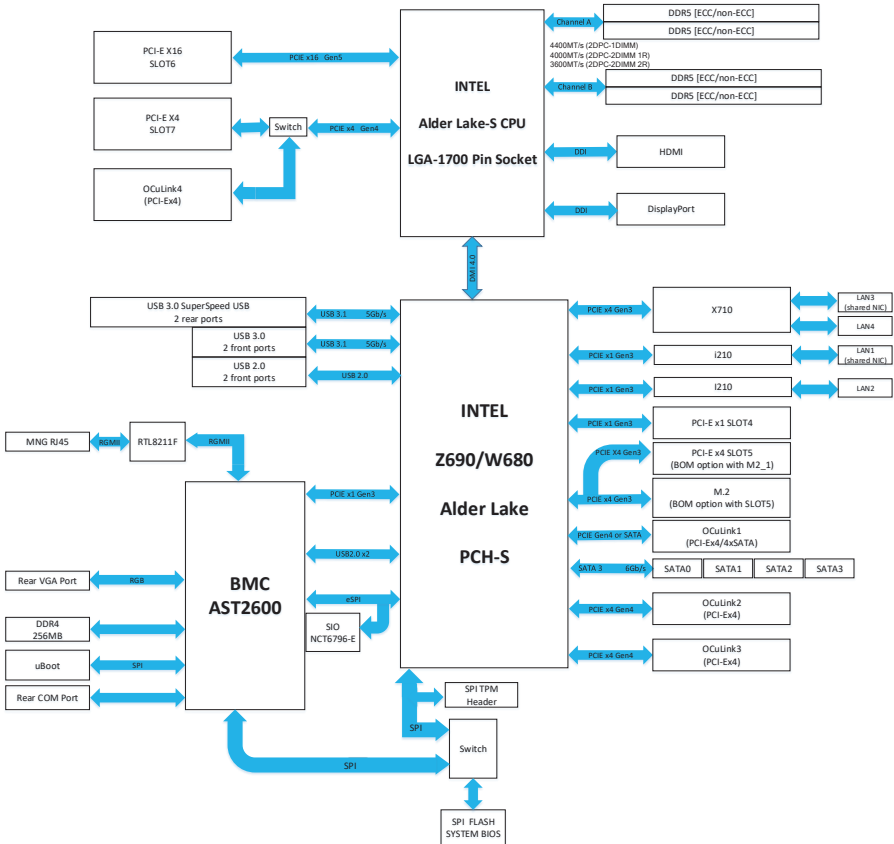 PCI-E X16
SLOT6
PCIE x16 Gen5
PCI-E X4
SLOT7
Switch
PCIE x4 Gen4
OCuLink4
(PCI-Ex4)
INTEL
Alder Lake-S CPU
LGA-1700 Pin Socket
Channel A
DDR5 [ECC/non-ECC]
DDR5 [ECC/non-ECC]
4400MT/s (2DPC-1DIMM)
4000MT/s (2DPC-2DIMM 1R)
3600MT/s (2DPC-2DIMM 2R)
Channel B
DDR5 [ECC/non-ECC]
DDR5 [ECC/non-ECC]
DDI
HDMI
DDI
DisplayPort
DMI 4.0
USB 3.0 SuperSpeed USB
2 rear ports
USB 3.1 5Gb/s
USB 3.0
2 front ports
USB 3.1 5Gb/s
USB 2.0
2 front ports
USB 2.0
MNG RJ45
RGMII
RTL8211F
RGMII
INTEL
Z690/W680
Alder Lake
PCH-S
PCIE x4 Gen3
X710
LAN3
(shared NIC)
LAN4
PCIE x1 Gen3
i210
LAN1
(shared NIC)
PCIE x1 Gen3
I210
LAN2
PCIE x1 Gen3
PCI-E x1 SLOT4
PCIE X4 Gen3
PCI-E x4 SLOT5
(BOM option with M2_1)
PCIE x4 Gen3
M.2
(BOM option with SLOT5)
PCIE Gen4 or SATA
OCuLink1
(PCI-Ex4/4xSATA)
SATA 3 6Gb/s
SATA0
SATA1
SATA2
SATA3
PCIE x4 Gen4
OCuLink2
(PCI-Ex4)
PCIE x4 Gen4
OCuLink3
(PCI-Ex4)
BMC
AST2600
PCIE x1 Gen3
USB2.0 x2
eSPI
SIO
NCT6796-E
Rear VGA Port
RGB
DDR4
256MB
uBoot
SPI
Rear COM Port
SPI TPM
Header
SPI
Switch
SPI
SPI FLASH
SYSTEM BIOS